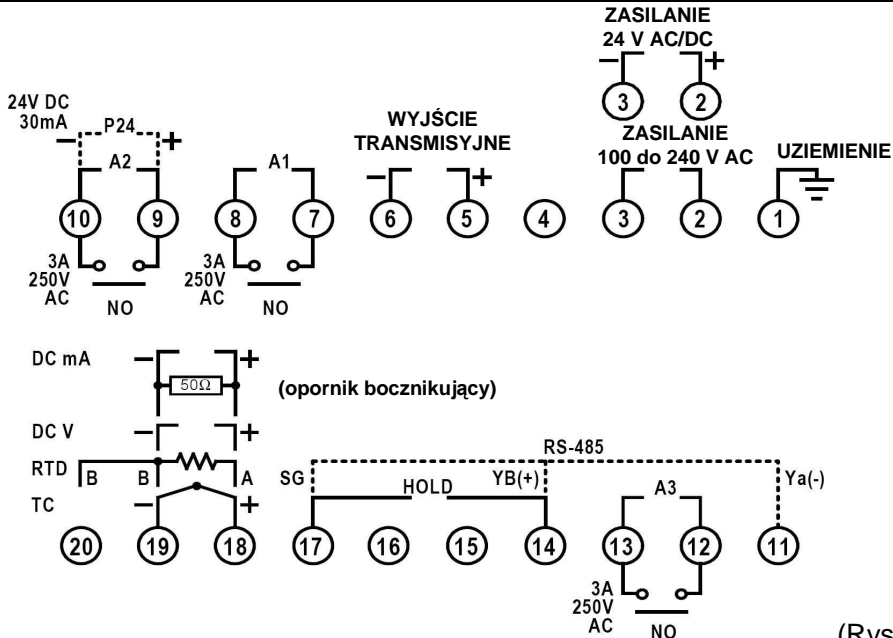 ZASILANIE
24 V AC/DC
− +
3 2
24V DC
30mA
− P24 +
A2
A1
WYJŚCIE
TRANSMISYJNE
− +
ZASILANIE
100 do 240 V AC
UZIEMIENIE
10 9 8 7 6 5 4 3 2 1
3A
250V
AC
NO
3A
250V
AC
NO
DC mA − +
50Ω
(opornik bocznikujący)
DC V − +
RTD B B A
TC − +
RS-485
SG HOLD YB(+) A3 Ya(-)
20 19 18 17 16 15 14 13 12 11
3A
250V
AC
NO
(Rys